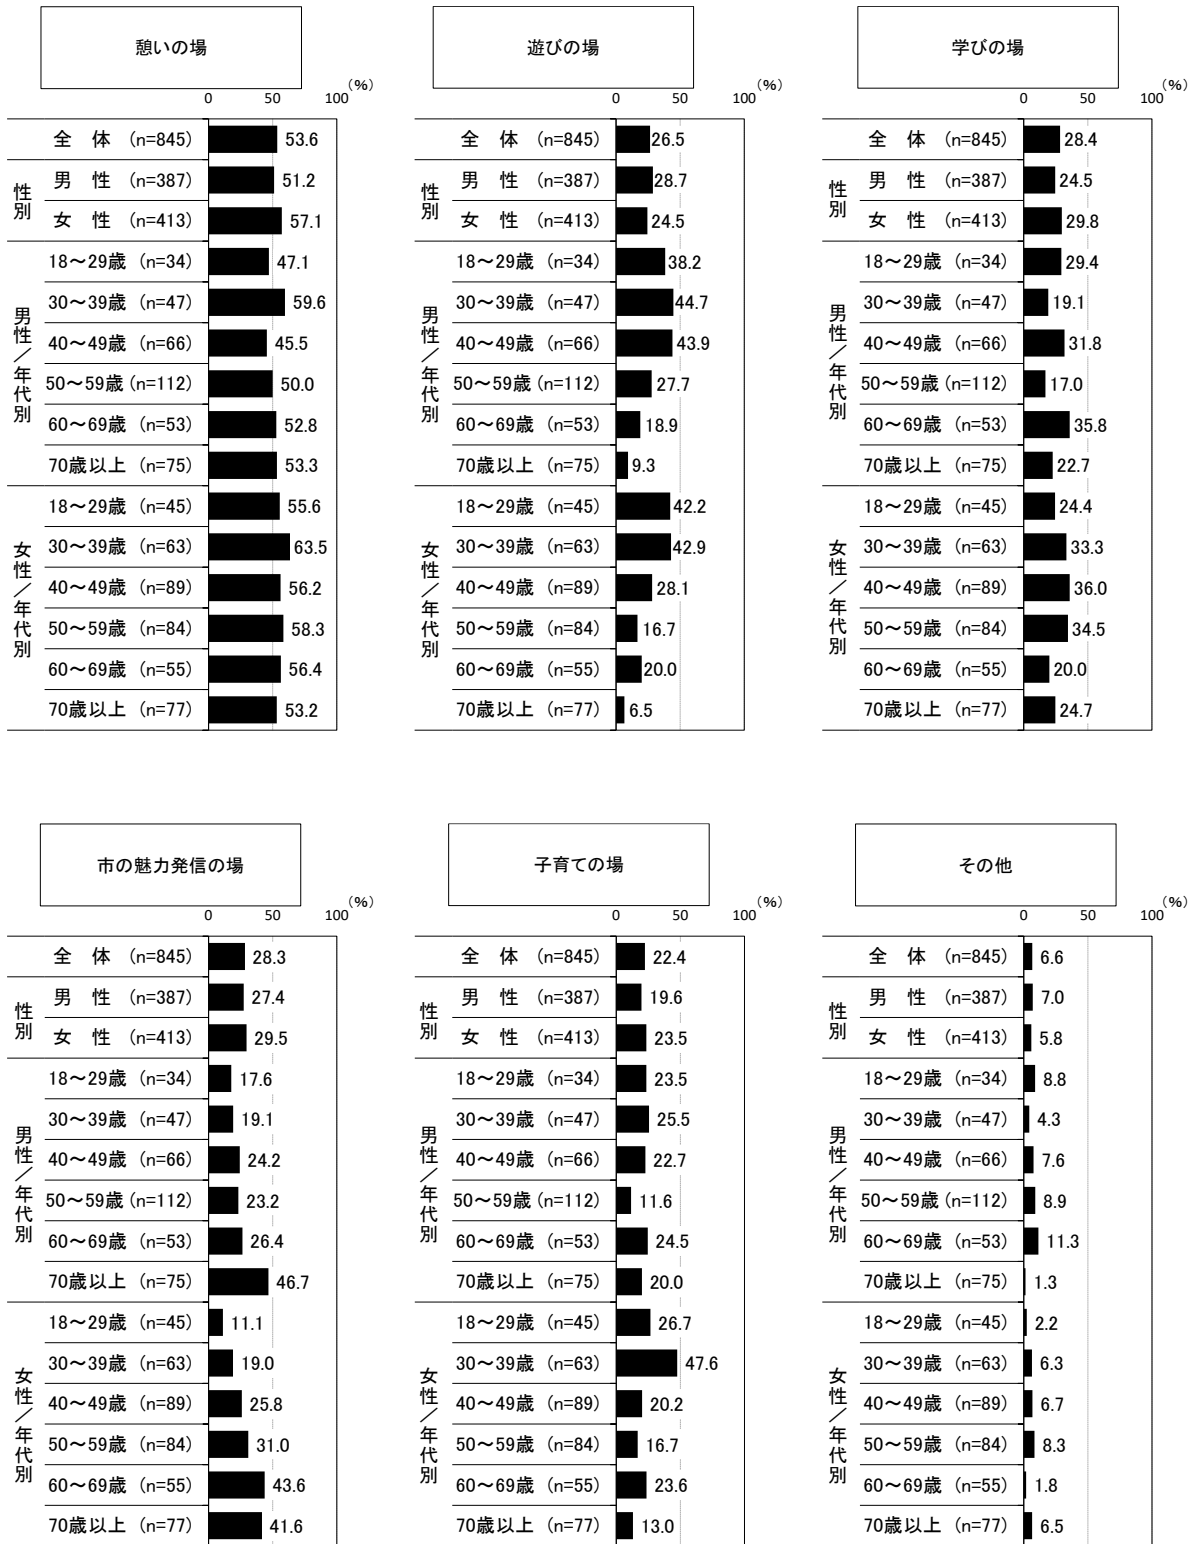 憩いの場
(%)
0 50 100
全 体 (n=845) 53.6
性別
男 性 (n=387) 51.2
女 性 (n=413) 57.1
男性/年代別
18~29歳 (n=34) 47.1
30~39歳 (n=47) 59.6
40~49歳 (n=66) 45.5
50~59歳 (n=112) 50.0
60~69歳 (n=53) 52.8
70歳以上 (n=75) 53.3
女性/年代別
18~29歳 (n=45) 55.6
30~39歳 (n=63) 63.5
40~49歳 (n=89) 56.2
50~59歳 (n=84) 58.3
60~69歳 (n=55) 56.4
70歳以上 (n=77) 53.2
遊びの場
(%)
0 50 100
全 体 (n=845) 26.5
性別
男 性 (n=387) 28.7
女 性 (n=413) 24.5
男性/年代別
18~29歳 (n=34) 38.2
30~39歳 (n=47) 44.7
40~49歳 (n=66) 43.9
50~59歳 (n=112) 27.7
60~69歳 (n=53) 18.9
70歳以上 (n=75) 9.3
女性/年代別
18~29歳 (n=45) 42.2
30~39歳 (n=63) 42.9
40~49歳 (n=89) 28.1
50~59歳 (n=84) 16.7
60~69歳 (n=55) 20.0
70歳以上 (n=77) 6.5
学びの場
(%)
0 50 100
全 体 (n=845) 28.4
性別
男 性 (n=387) 24.5
女 性 (n=413) 29.8
男性/年代別
18~29歳 (n=34) 29.4
30~39歳 (n=47) 19.1
40~49歳 (n=66) 31.8
50~59歳 (n=112) 17.0
60~69歳 (n=53) 35.8
70歳以上 (n=75) 22.7
女性/年代別
18~29歳 (n=45) 24.4
30~39歳 (n=63) 33.3
40~49歳 (n=89) 36.0
50~59歳 (n=84) 34.5
60~69歳 (n=55) 20.0
70歳以上 (n=77) 24.7
市の魅力発信の場
(%)
0 50 100
全 体 (n=845) 28.3
性別
男 性 (n=387) 27.4
女 性 (n=413) 29.5
男性/年代別
18~29歳 (n=34) 17.6
30~39歳 (n=47) 19.1
40~49歳 (n=66) 24.2
50~59歳 (n=112) 23.2
60~69歳 (n=53) 26.4
70歳以上 (n=75) 46.7
女性/年代別
18~29歳 (n=45) 11.1
30~39歳 (n=63) 19.0
40~49歳 (n=89) 25.8
50~59歳 (n=84) 31.0
60~69歳 (n=55) 43.6
70歳以上 (n=77) 41.6
子育ての場
(%)
0 50 100
全 体 (n=845) 22.4
性別
男 性 (n=387) 19.6
女 性 (n=413) 23.5
男性/年代別
18~29歳 (n=34) 23.5
30~39歳 (n=47) 25.5
40~49歳 (n=66) 22.7
50~59歳 (n=112) 11.6
60~69歳 (n=53) 24.5
70歳以上 (n=75) 20.0
女性/年代別
18~29歳 (n=45) 26.7
30~39歳 (n=63) 47.6
40~49歳 (n=89) 20.2
50~59歳 (n=84) 16.7
60~69歳 (n=55) 23.6
70歳以上 (n=77) 13.0
その他
(%)
0 50 100
全 体 (n=845) 6.6
性別
男 性 (n=387) 7.0
女 性 (n=413) 5.8
男性/年代別
18~29歳 (n=34) 8.8
30~39歳 (n=47) 4.3
40~49歳 (n=66) 7.6
50~59歳 (n=112) 8.9
60~69歳 (n=53) 11.3
70歳以上 (n=75) 1.3
女性/年代別
18~29歳 (n=45) 2.2
30~39歳 (n=63) 6.3
40~49歳 (n=89) 6.7
50~59歳 (n=84) 8.3
60~69歳 (n=55) 1.8
70歳以上 (n=77) 6.5